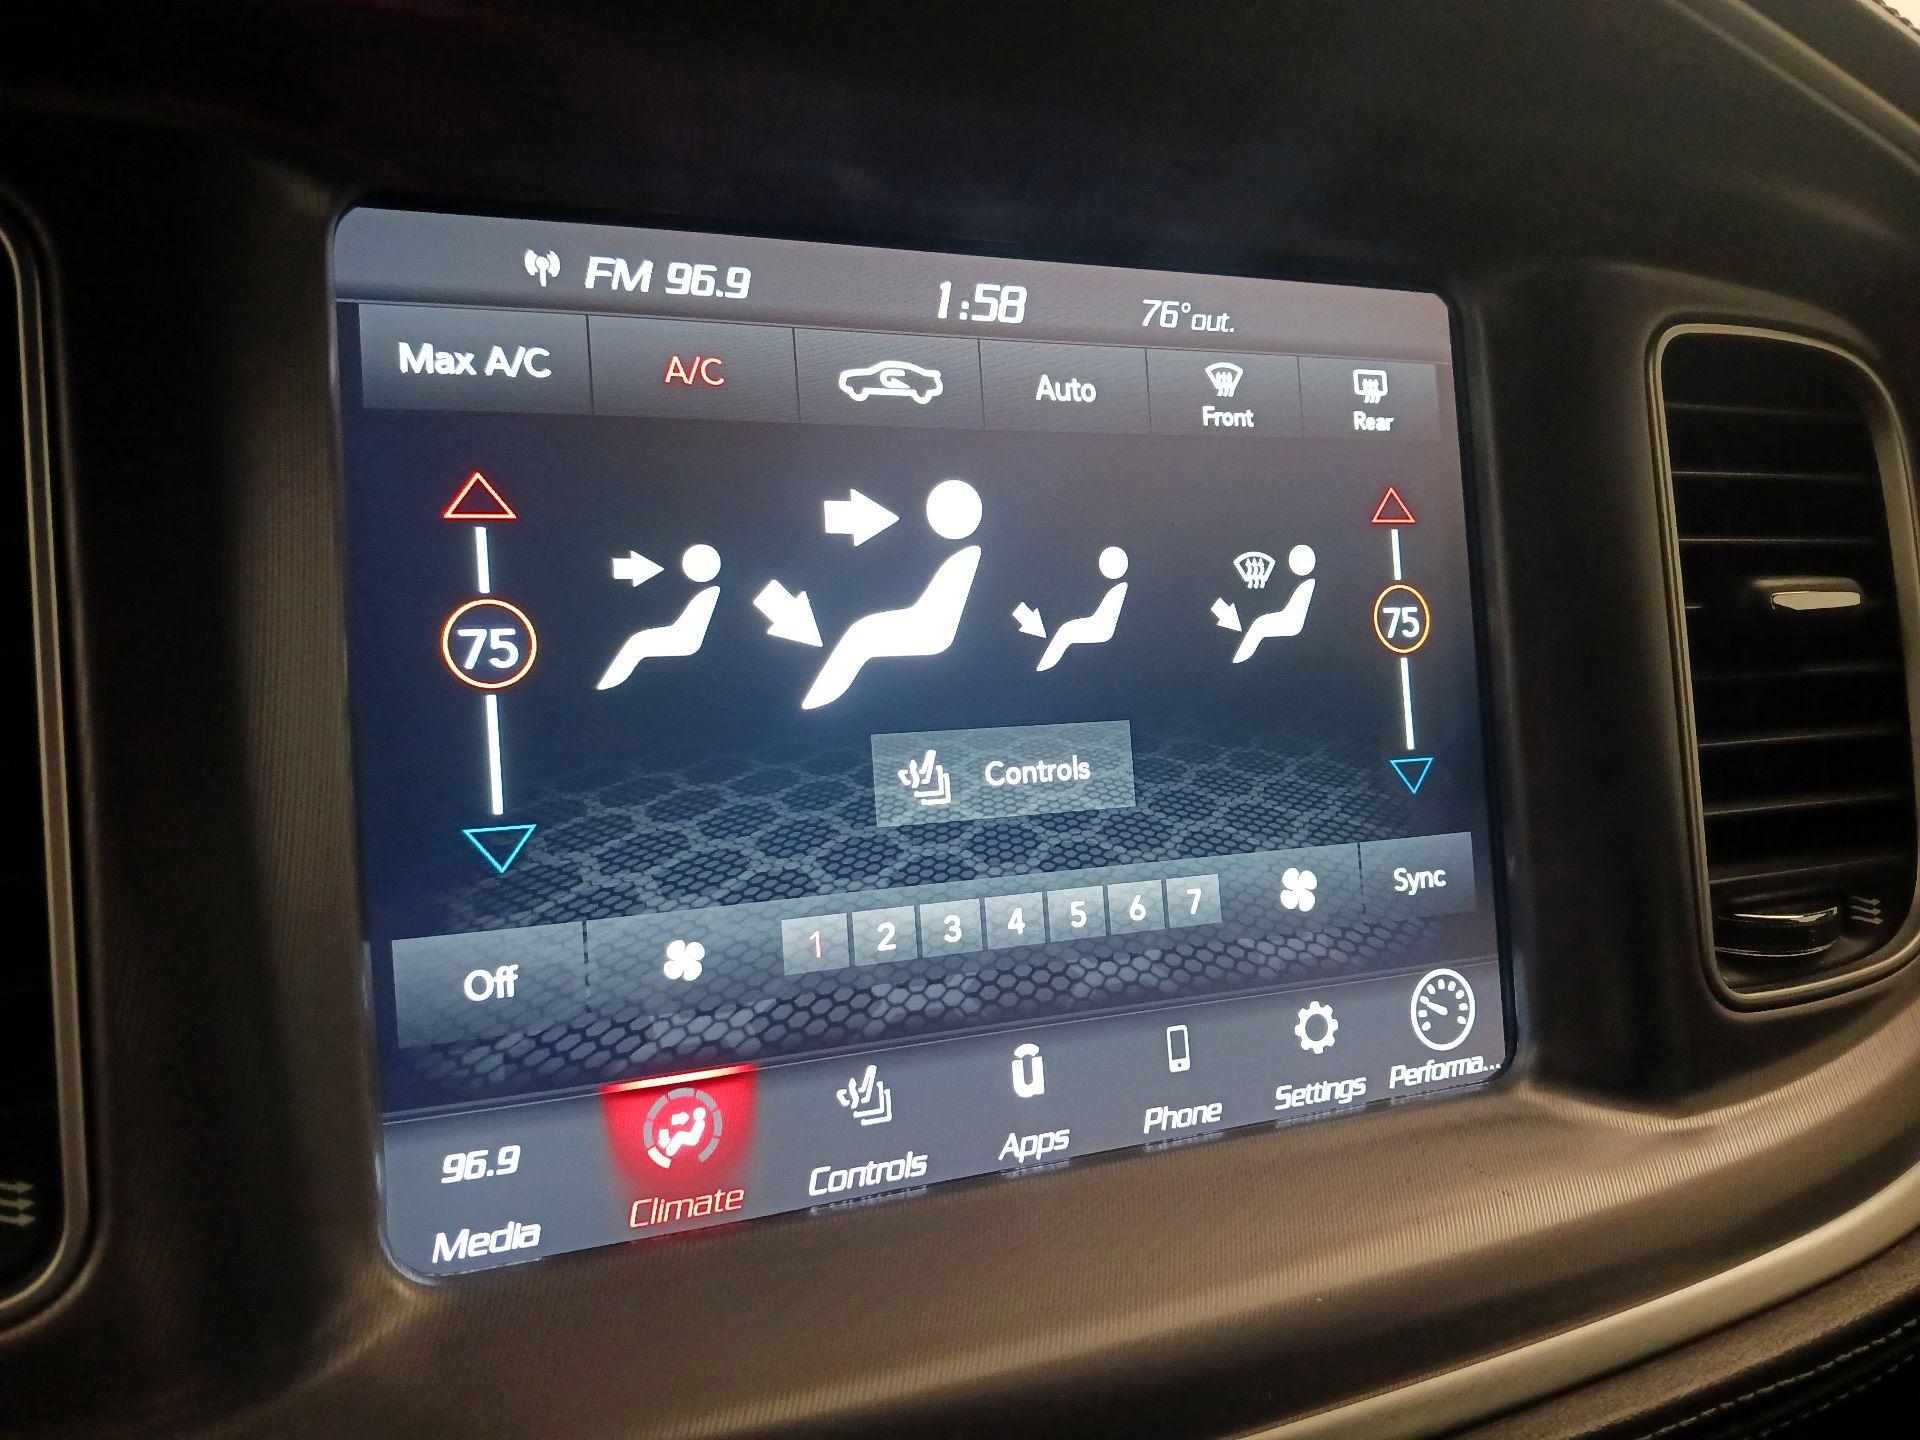 FM 96.9 1:58 76°out.
Max A/C A/C Auto Front Rear
75 75
Controls
Off 1 2 3 4 5 6 7 Sync
96.9
Media Climate Controls Apps Phone Settings Performa...